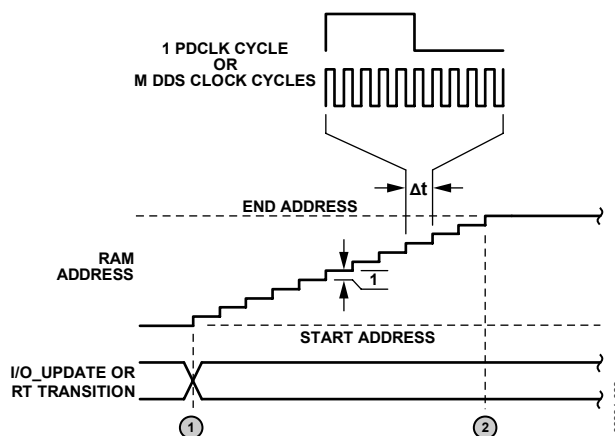 1 PDCLK CYCLE
OR
M DDS CLOCK CYCLES
Δt
END ADDRESS
RAM
ADDRESS
1
START ADDRESS
I/O_UPDATE OR
RT TRANSITION
1
2